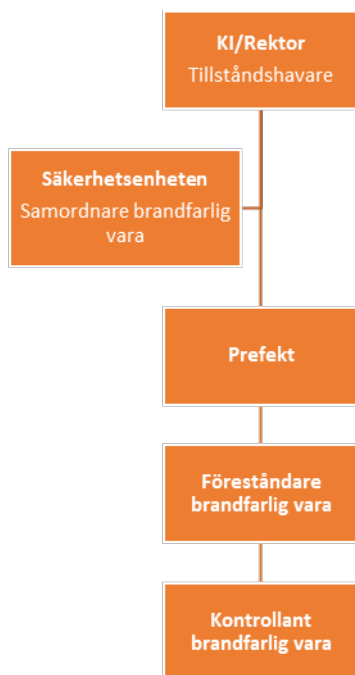 KI/Rektor
Tillståndshavare
Säkerhetsenheten
Samordnare brandfarlig
vara
Prefekt
Föreståndare
brandfarlig vara
Kontrollant
brandfarlig vara